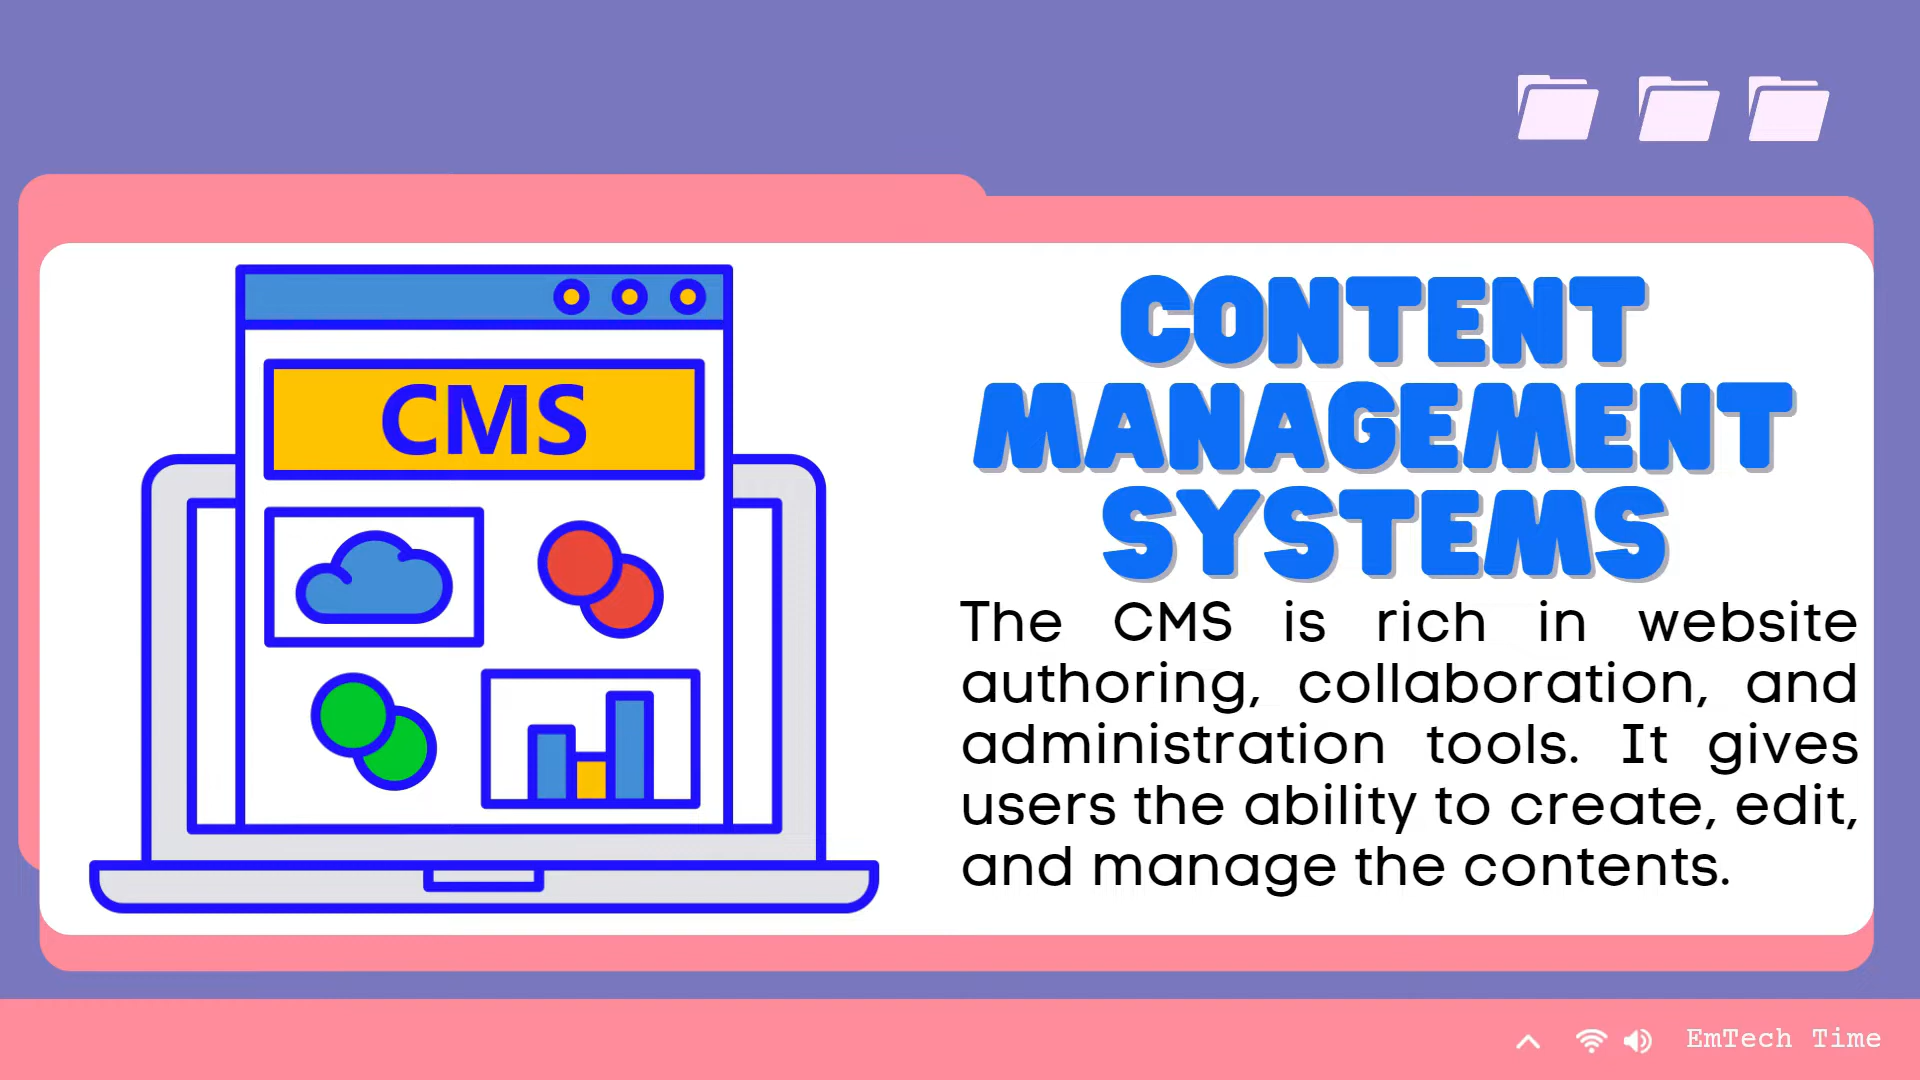 CMS
CONTENT
MANAGEMENT
SYSTEMS
The CMS is rich in website
authoring, collaboration, and
administration tools. It gives
users the ability to create, edit,
and manage the contents.
EmTech Time